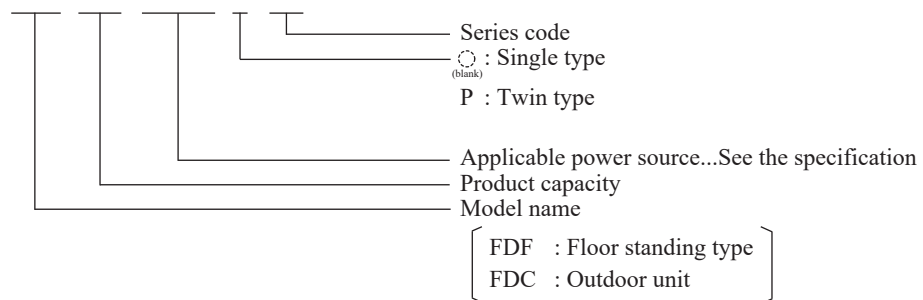 Series code
: Single type
(blank)
P : Twin type
Applicable power source...See the specification
Product capacity
Model name
FDF : Floor standing type
FDC : Outdoor unit